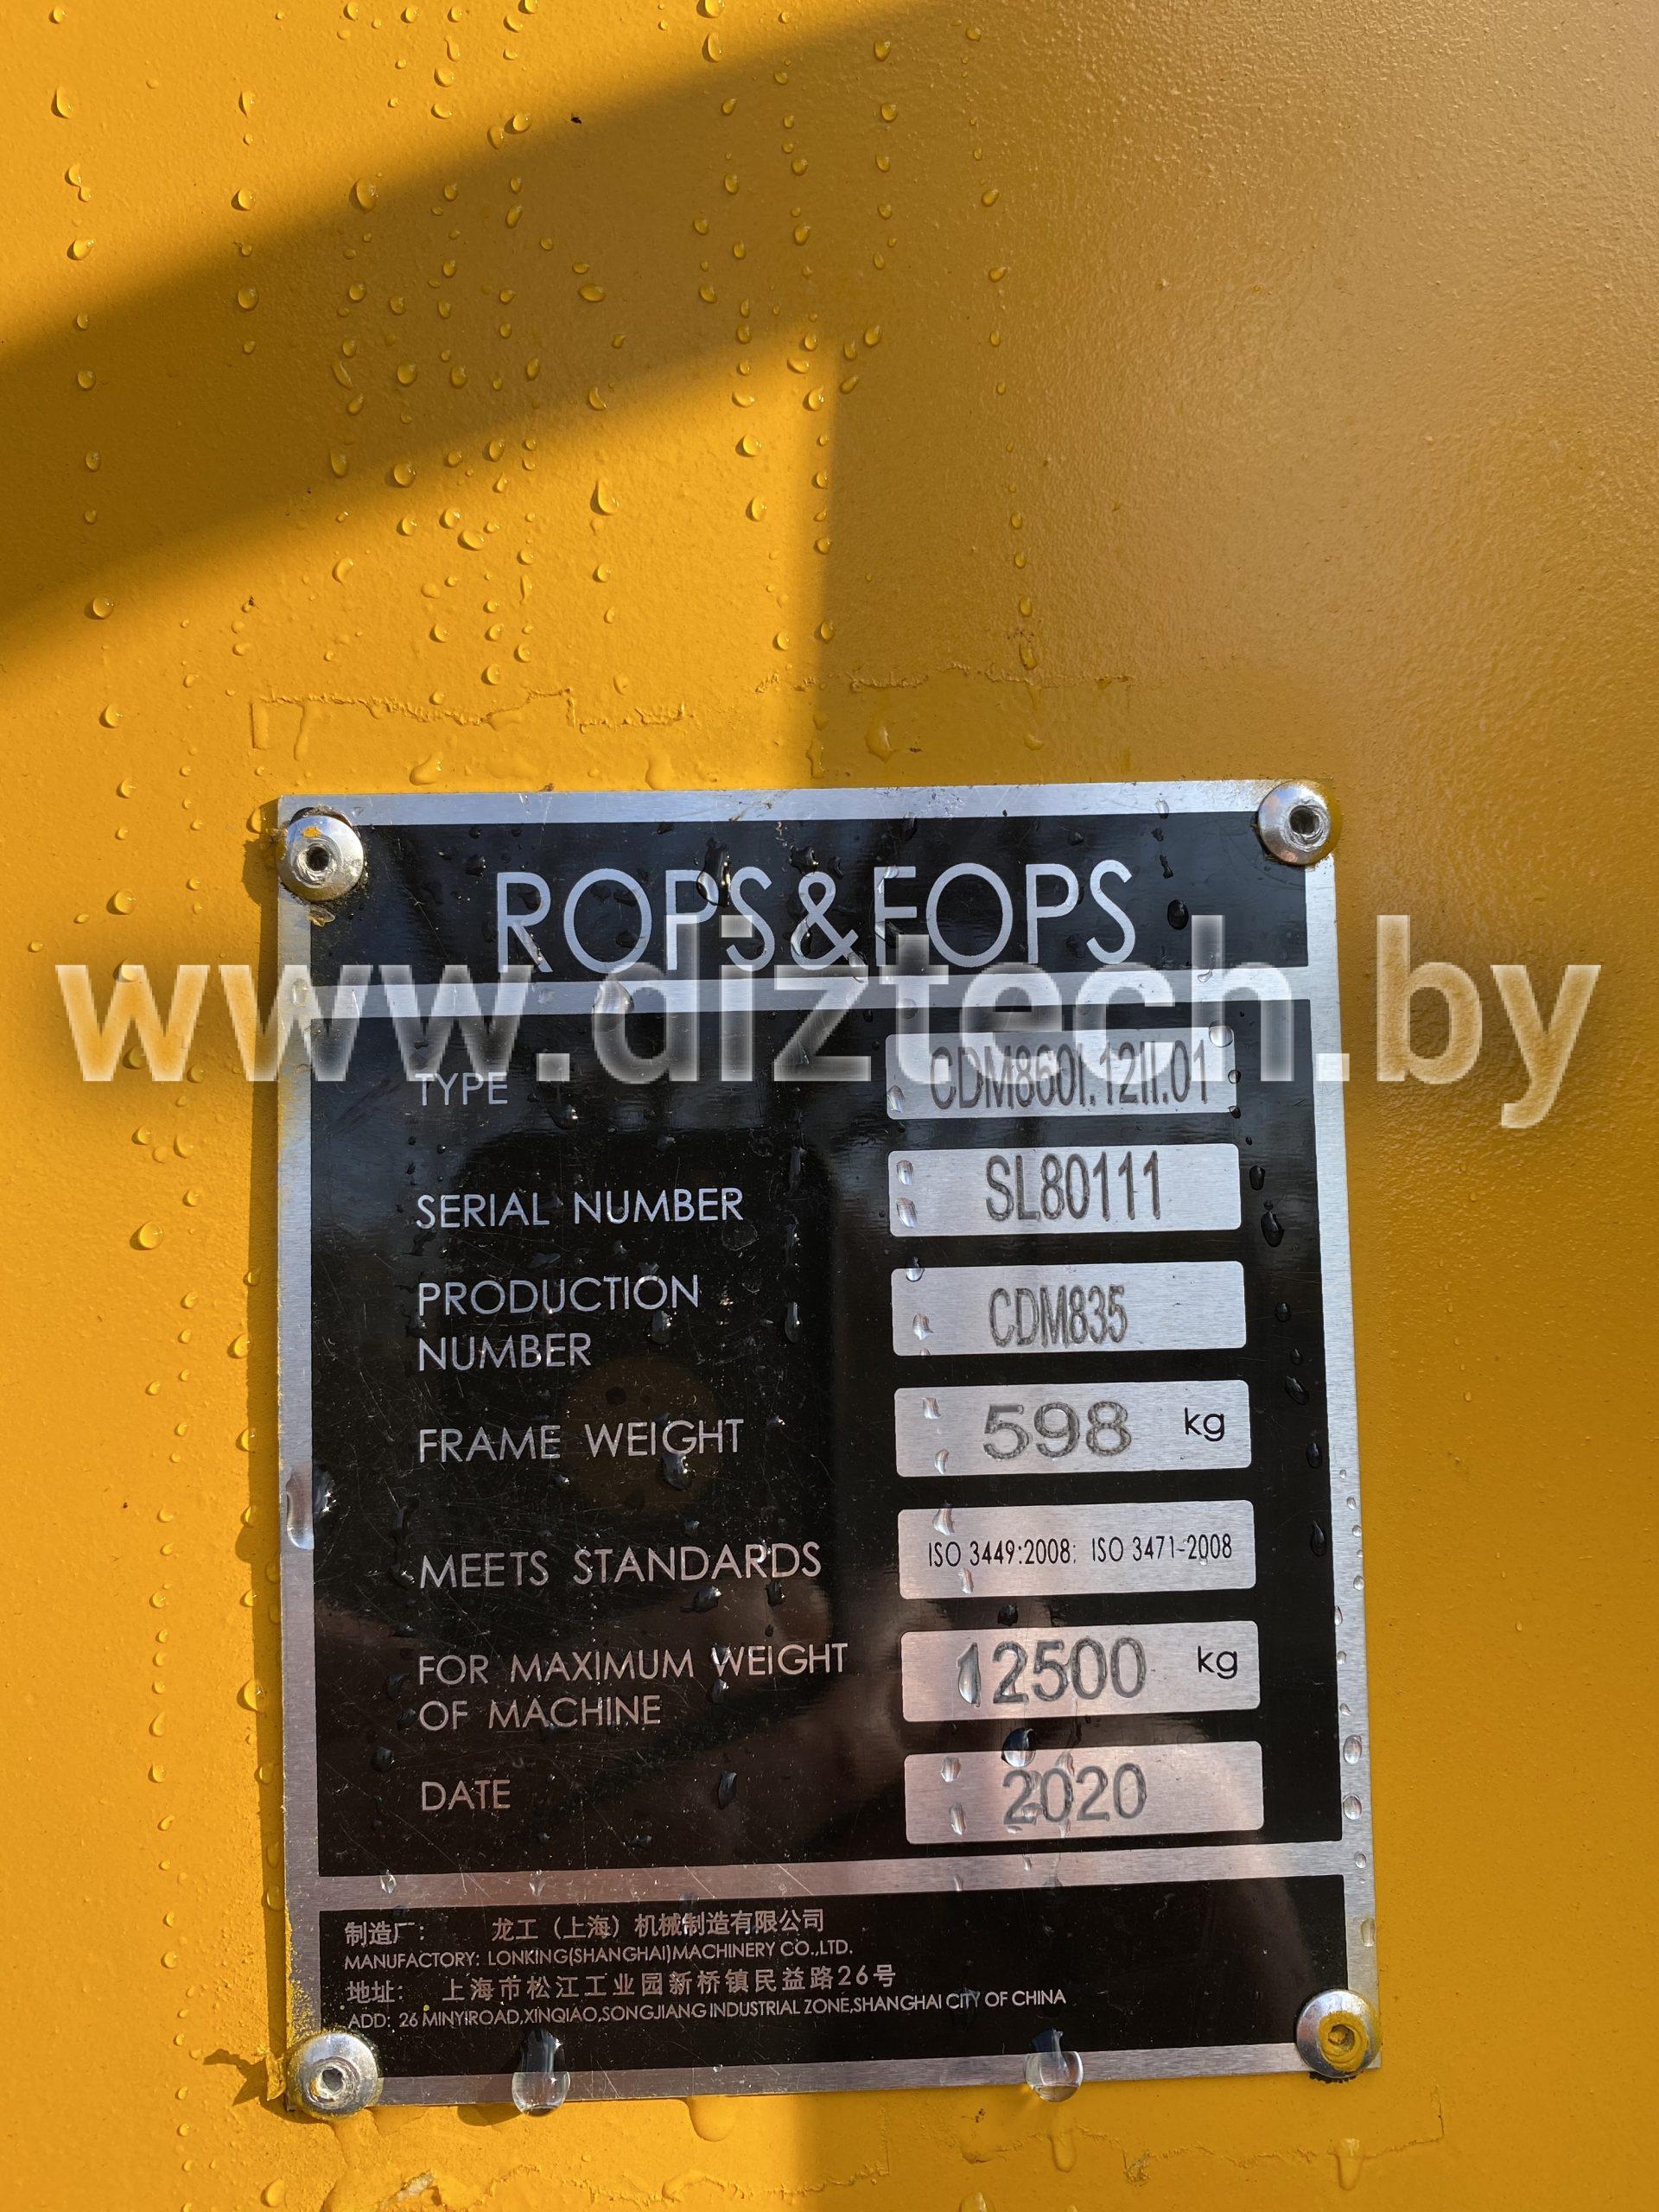 ROPS&FOPS
www.diztech.by
TYPE CDM860I.12II.01
SERIAL NUMBER SL80111
PRODUCTION
NUMBER CDM835
FRAME WEIGHT 598 kg
MEETS STANDARDS ISO 3449:2008; ISO 3471-2008
FOR MAXIMUM WEIGHT
OF MACHINE 12500 kg
DATE 2020
制造厂: 龙工（上海）机械制造有限公司
MANUFACTORY: LONKING(SHANGHAI)MACHINERY CO.,LTD.
地址: 上海市松江工业园新桥镇民益路26号
ADD: 26 MINYIROAD,XINQIAO,SONGJIANG INDUSTRIAL ZONE,SHANGHAI CITY OF CHINA